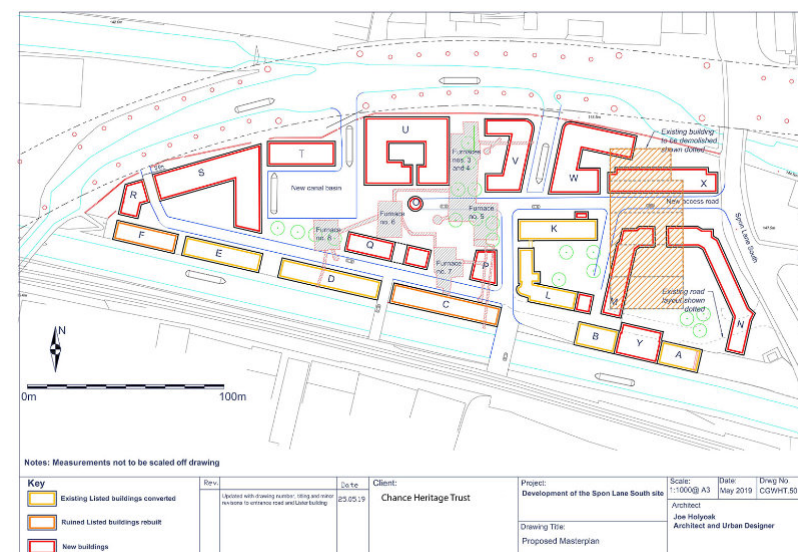 U
T
S
R
V
W
X
Furnace
nos. 3
and 4
Existing building
to be demolished
shown dotted
New canal basin
New access road
Furnace
no. 6
Furnace
no. 5
Furnace
no. 8
Furnace
no. 7
Spon Lane South
F
E
Q
K
P
D
C
L
M
N
Existing road
layout shown
dotted
B
Y
A
N
0m
100m
Notes: Measurements not to be scaled off drawing
Key
Existing Listed buildings converted
Ruined Listed buildings rebuilt
New buildings
Rev.
Date
Updated with drawing number, titling and minor
revisions to entrance road and
building
25.05.19
Client:
Chance Heritage Trust
Project:
Development of the Spon Lane South site
Drawing Title:
Proposed Masterplan
Scale:
1:1000@ A3
Date:
May 2019
Drwg No
CGWHT.50
Architect
Joe Holyoak
Architect and Urban Designer